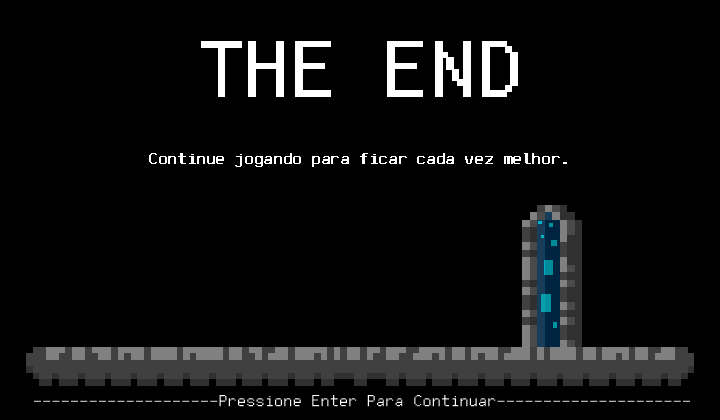 THE END
Continue jogando para ficar cada vez melhor.
---------------------Pressione Enter Para Continuar----------------------